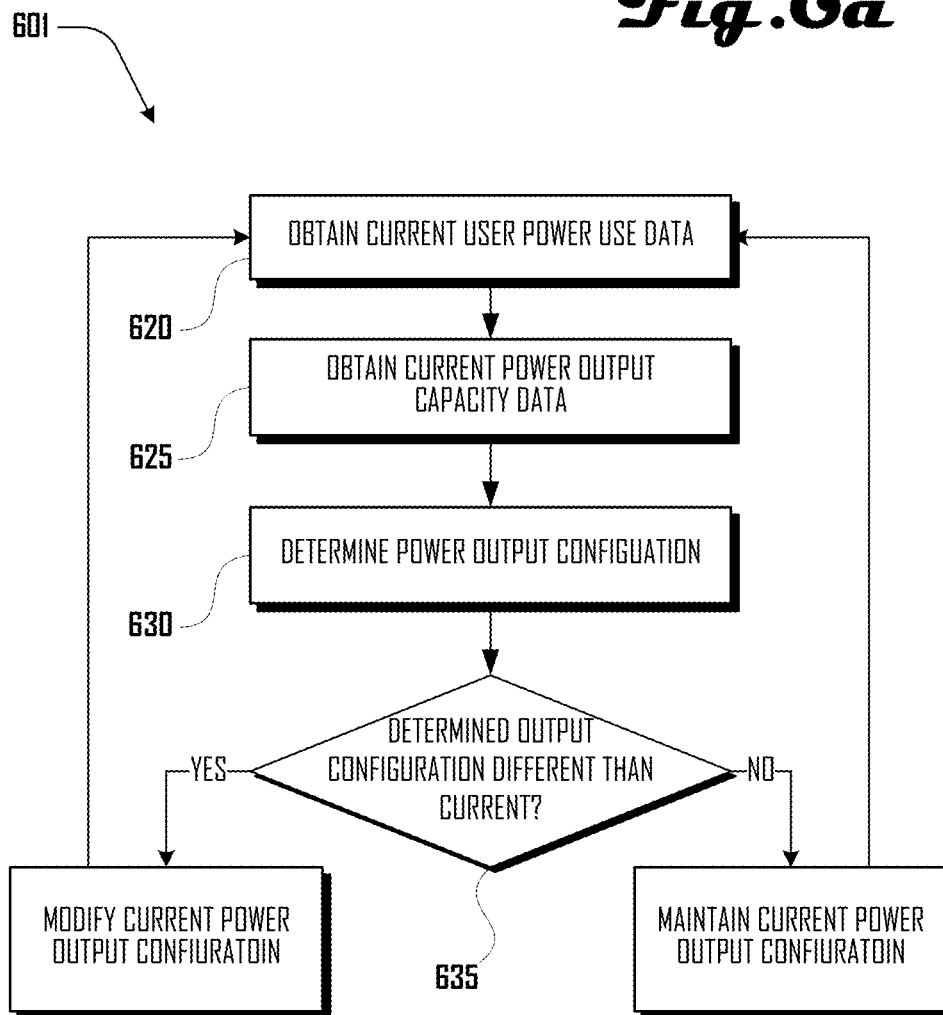 Fig.6a
601
OBTAIN CURRENT USER POWER USE DATA
620
OBTAIN CURRENT POWER OUTPUT
CAPACITY DATA
625
DETERMINE POWER OUTPUT CONFIGUATION
630
DETERMINED OUTPUT
CONFIGURATION DIFFERENT THAN
CURRENT?
YES
NO
MODIFY CURRENT POWER
OUTPUT CONFIURATOIN
635
MAINTAIN CURRENT POWER
OUTPUT CONFIURATOIN